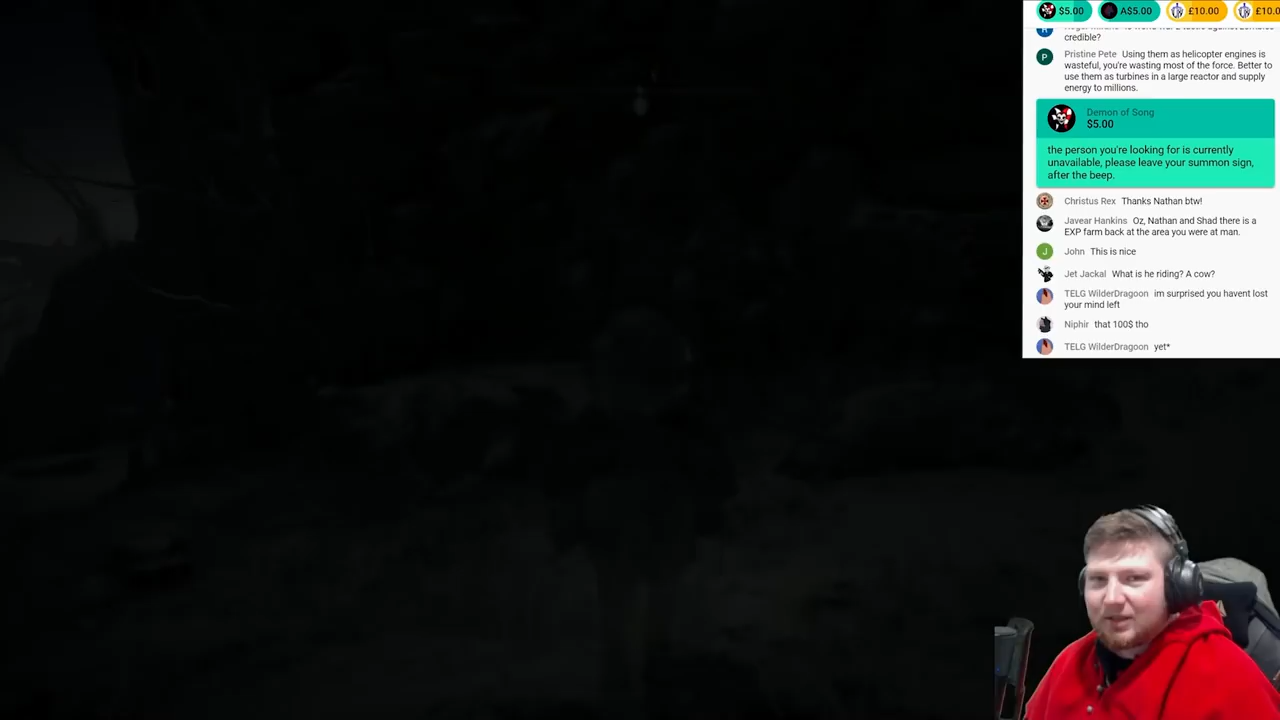 $5.00 A$5.00 £10.00 £10.0
credible?
Pristine Pete Using them as helicopter engines is
wasteful, you're wasting most of the force. Better to
use them as turbines in a large reactor and supply
energy to millions.
Demon of Song
$5.00
the person you're looking for is currently
unavailable, please leave your summon sign,
after the beep.
Christus Rex Thanks Nathan btw!
Javear Hankins Oz, Nathan and Shad there is a
EXP farm back at the area you were at man.
John This is nice
Jet Jackal What is he riding? A cow?
TELG WilderDragoon im surprised you havent lost
your mind left
Niphir that 100$ tho
TELG WilderDragoon yet*